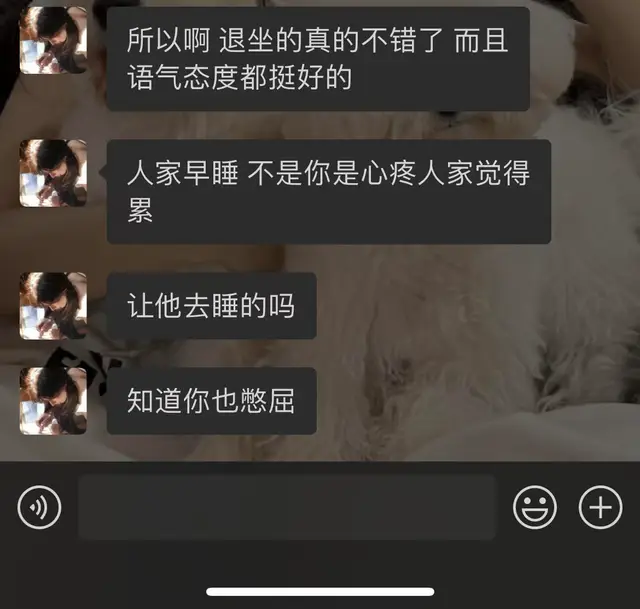 所以啊 退坐的真的不错了 而且
语气态度都挺好的
人家早睡 不是你是心疼人家觉得
累
让他去睡的吗
知道你也憋屈